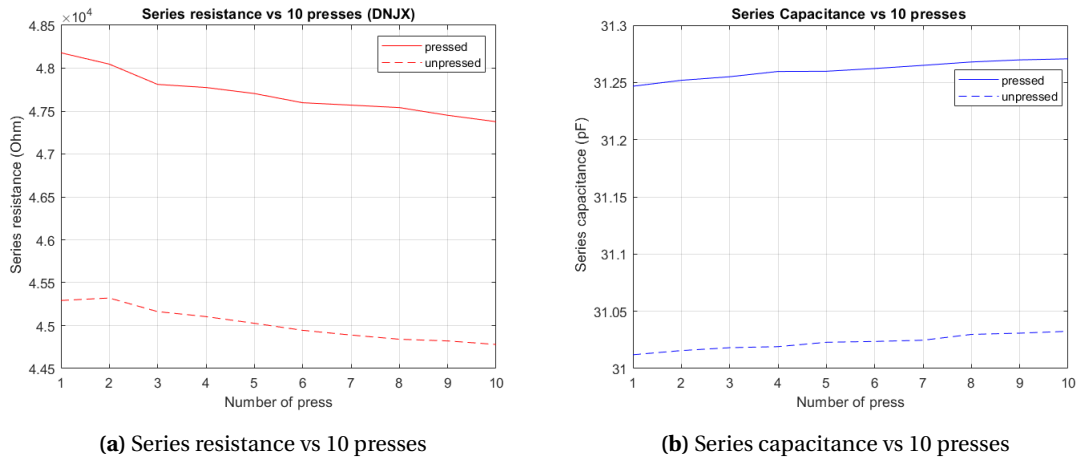 Series resistance vs 10 presses (DNJX)
×10⁴
4.85
4.8
4.75
4.7
4.65
4.6
4.55
4.5
4.45
Series resistance (Ohm)
pressed
unpressed
1 2 3 4 5 6 7 8 9 10
Number of press
(a) Series resistance vs 10 presses
Series Capacitance vs 10 presses
31.3
31.25
31.2
31.15
31.1
31.05
31
Series capacitance (pF)
pressed
unpressed
1 2 3 4 5 6 7 8 9 10
Number of press
(b) Series capacitance vs 10 presses